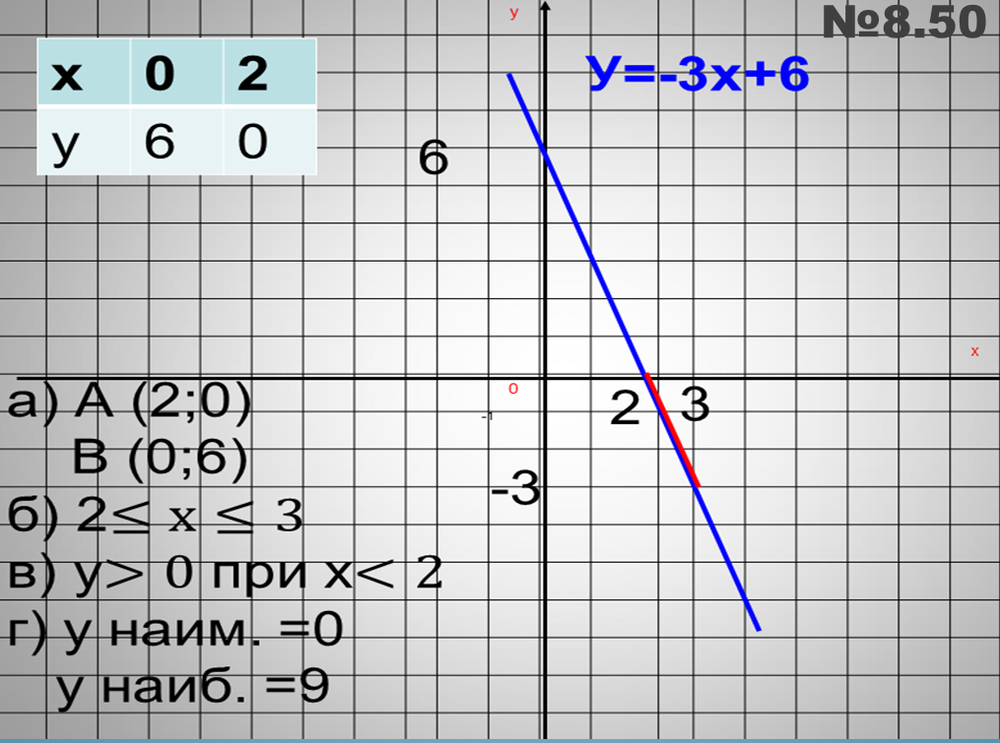 №8.50
y
У=-3х+6
х 0 2
у 6 0
6
x
0
-1
2 3
-3
а) А (2;0)
В (0;6)
б) 2≤ x ≤ 3
в) у> 0 при х< 2
г) у наим. =0
у наиб. =9